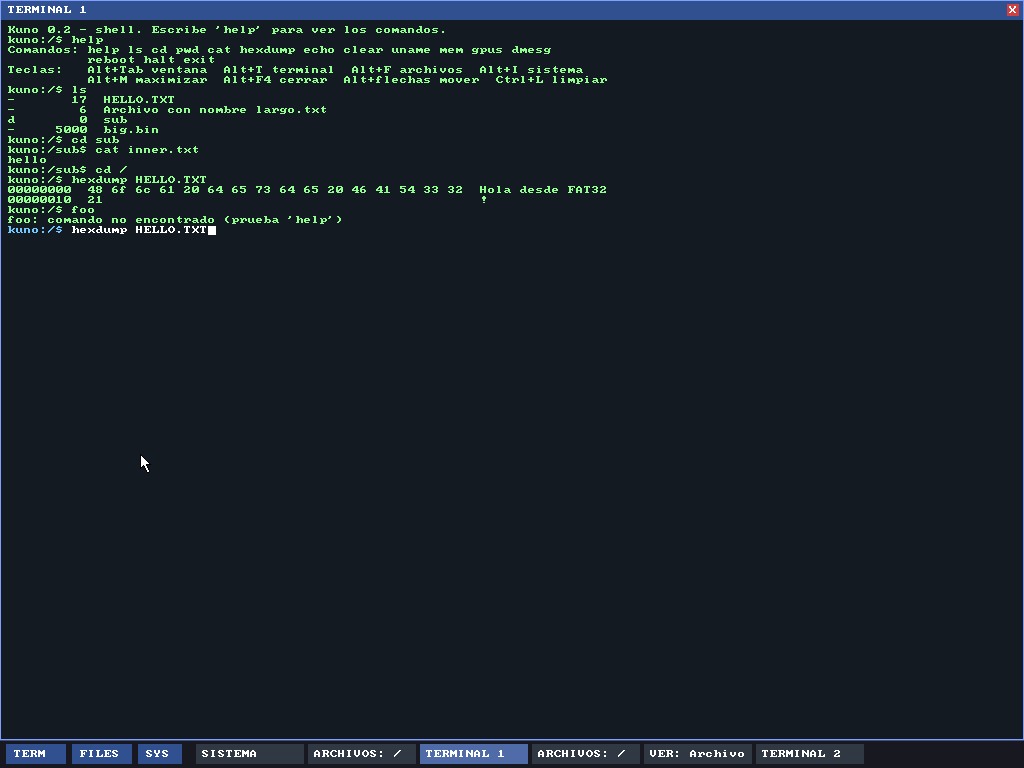 TERMINAL 1
Kuno 0.2 - shell. Escribe 'help' para ver los comandos.
kuno:/$ help
Comandos: help ls cd pwd cat hexdump echo clear uname mem gpus dmesg
          reboot halt exit
Teclas:   Alt+Tab ventana  Alt+T terminal  Alt+F archivos  Alt+I sistema
          Alt+M maximizar  Alt+F4 cerrar  Alt+flechas mover  Ctrl+L limpiar
kuno:/$ ls
-       17  HELLO.TXT
-        6  Archivo con nombre largo.txt
d        0  sub
-     5000  big.bin
kuno:/$ cd sub
kuno:/sub$ cat inner.txt
hello
kuno:/sub$ cd /
kuno:/$ hexdump HELLO.TXT
00000000  48 6f 6c 61 20 64 65 73 64 65 20 46 41 54 33 32  Hola desde FAT32
00000010  21                                               !
kuno:/$ foo
foo: comando no encontrado (prueba 'help')
kuno:/$ hexdump HELLO.TXT
TERM FILES SYS SISTEMA ARCHIVOS: / TERMINAL 1 ARCHIVOS: / VER: Archivo TERMINAL 2